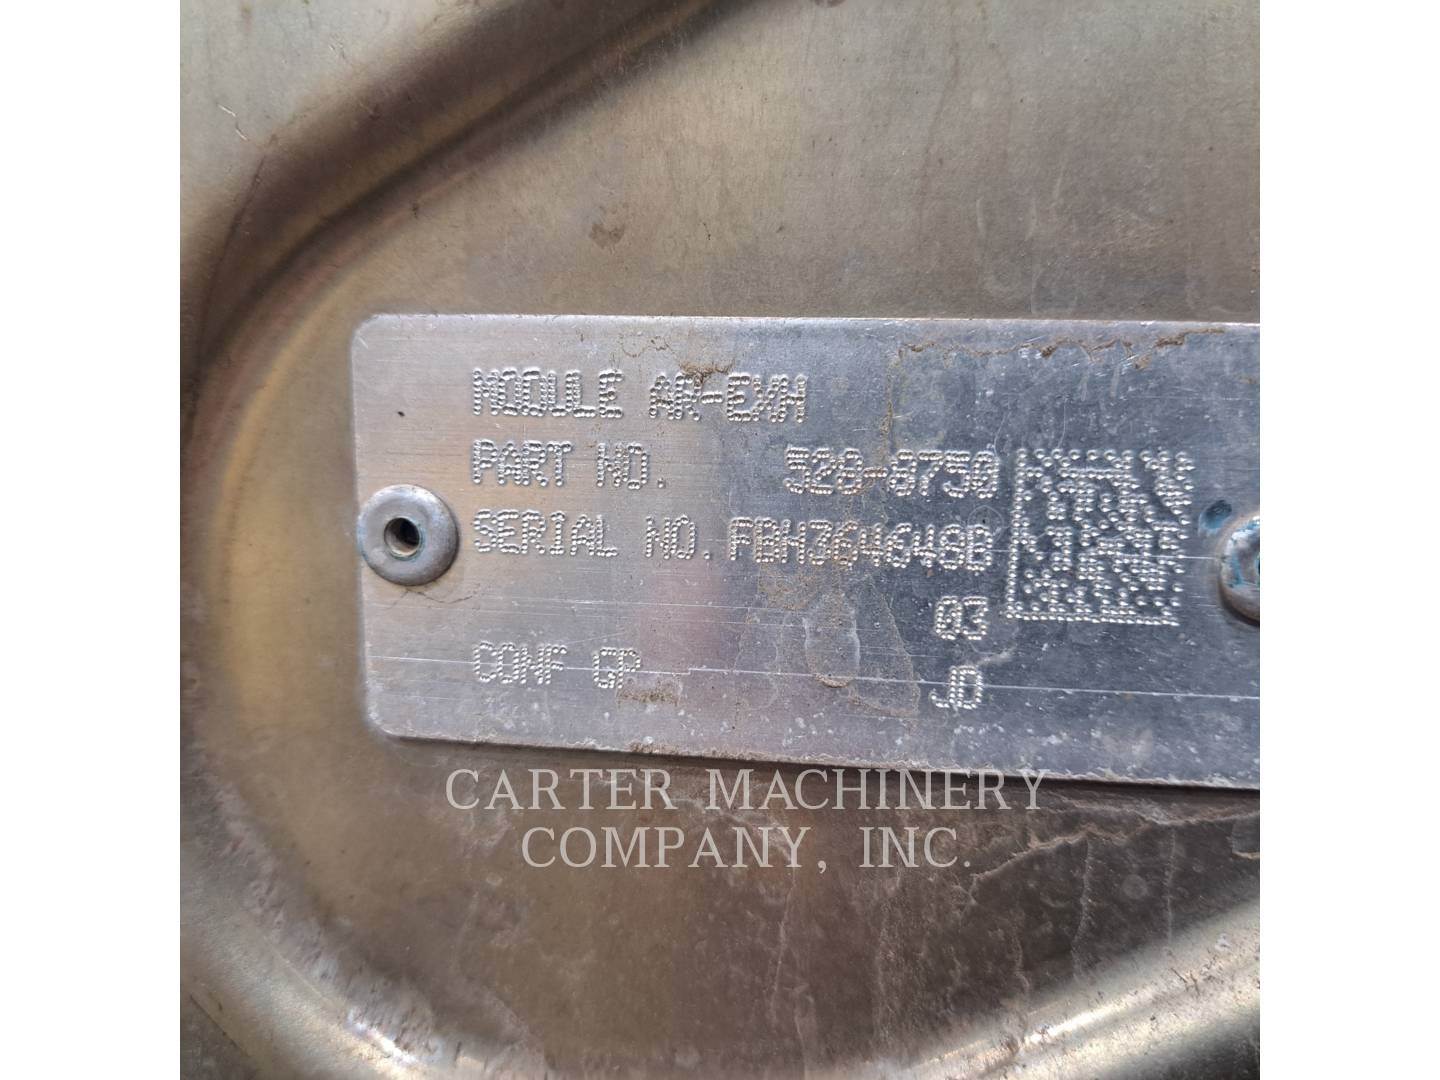 MODULE AR-EXH
PART NO. 528-8750
SERIAL NO. FBH3646488
03
CONF GP JD
CARTER MACHINERY
COMPANY, INC.